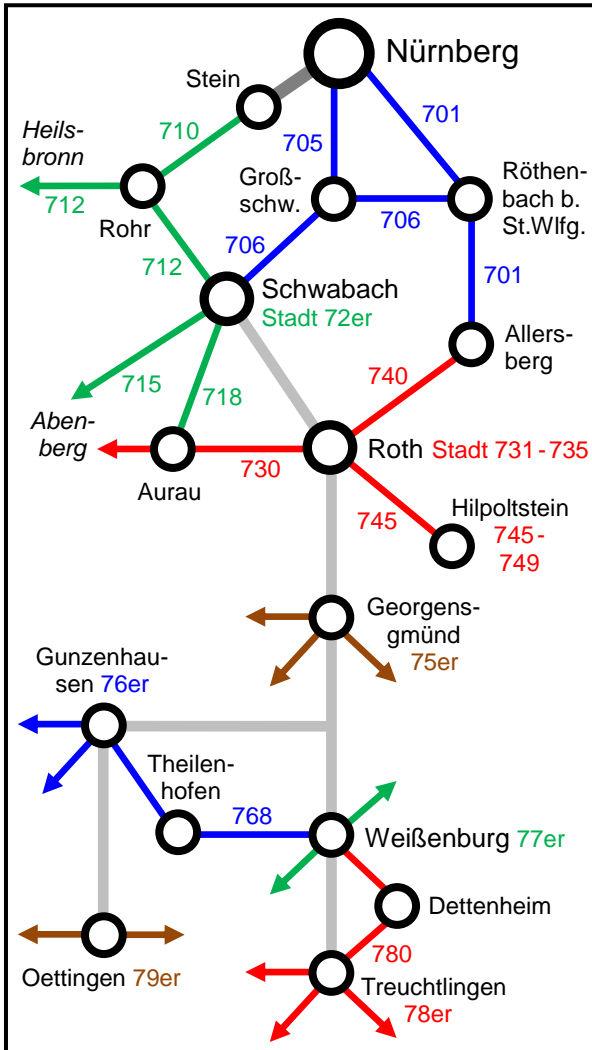 Nürnberg
Stein
710
701
Heils-
bronn
705
712
Groß-
schw.
Röthen-
bach b.
St.Wlfg.
Rohr
706
712
706
701
Schwabach
Stadt 72er
Allers-
berg
740
715
718
Aben-
berg
Roth Stadt 731 - 735
730
Aurau
Hilpoltstein
745
745 -
749
Georgens-
gmünd
75er
Gunzenhau-
sen 76er
Theilen-
hofen
768
Weißenburg 77er
Dettenheim
780
Oettingen 79er
Treuchtlingen
78er